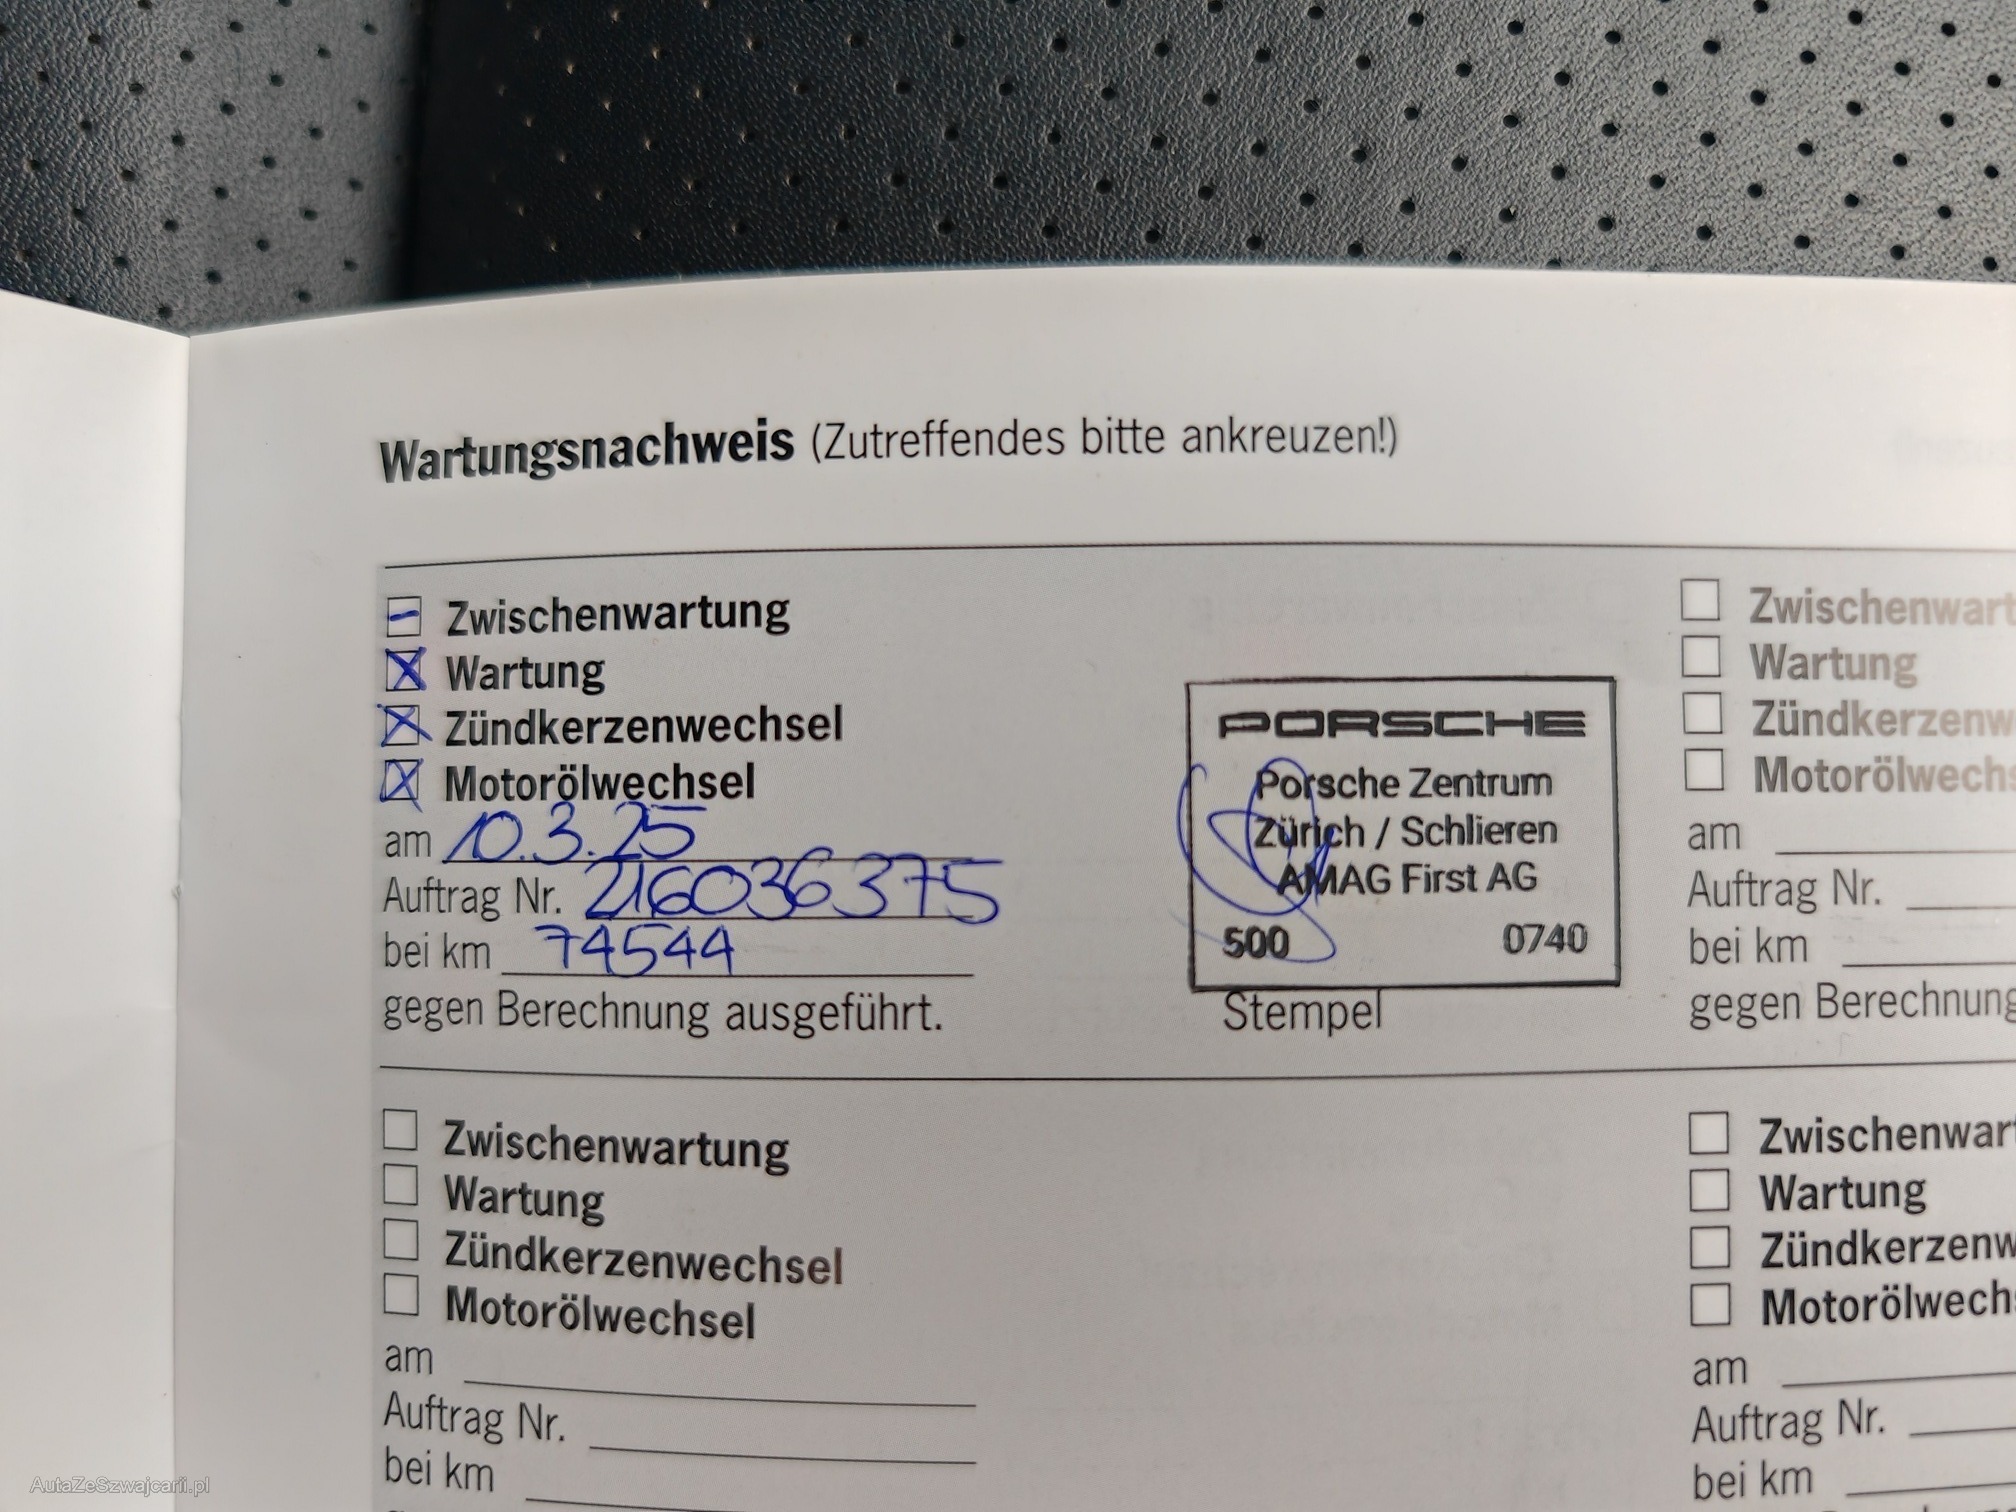 Wartungsnachweis (Zutreffendes bitte ankreuzen!)
Zwischenwartung
Wartung
Zündkerzenwechsel
Motorölwechsel
am 10.3.25
Auftrag Nr. 216036375
bei km 74544
gegen Berechnung ausgeführt.
PORSCHE
Porsche Zentrum
Zürich / Schlieren
AMAG First AG
500 0740
Stempel
Zwischenwart
Wartung
Zündkerzenw
Motorölwechs
am
Auftrag Nr.
bei km
gegen Berechnung
Zwischenwartung
Wartung
Zündkerzenwechsel
Motorölwechsel
am
Auftrag Nr.
bei km
Zwischenwart
Wartung
Zündkerzenw
Motorölwechs
am
Auftrag Nr.
bei km
AutaZeSzwajcarii.pl